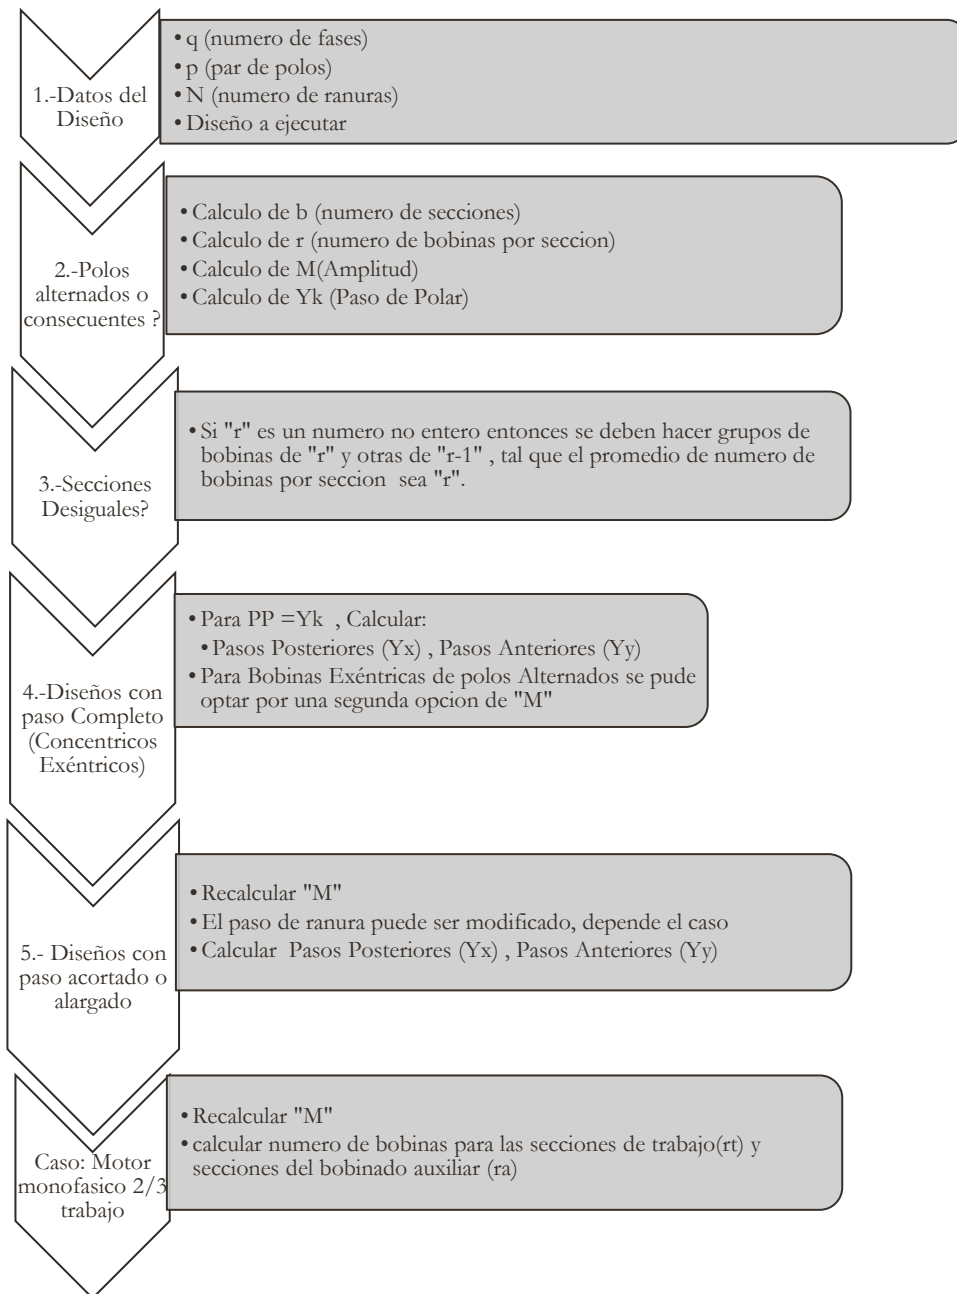 1.-Datos del
Diseño
• q (numero de fases)
• p (par de polos)
• N (numero de ranuras)
• Diseño a ejecutar
2.-Polos
alternados o
consecuentes ?
• Calculo de b (numero de secciones)
• Calculo de r (numero de bobinas por seccion)
• Calculo de M(Amplitud)
• Calculo de Yk (Paso de Polar)
3.-Secciones
Desiguales?
• Si "r" es un numero no entero entonces se deben hacer grupos de
bobinas de "r" y otras de "r-1" , tal que el promedio de numero de
bobinas por seccion sea "r".
4.-Diseños con
paso Completo
(Concentricos
Exéntricos)
• Para PP =Yk , Calcular:
• Pasos Posteriores (Yx) , Pasos Anteriores (Yy)
• Para Bobinas Exéntricas de polos Alternados se pude
optar por una segunda opcion de "M"
5.- Diseños con
paso acortado o
alargado
• Recalcular "M"
• El paso de ranura puede ser modificado, depende el caso
• Calcular Pasos Posteriores (Yx) , Pasos Anteriores (Yy)
Caso: Motor
monofasico 2/3
trabajo
• Recalcular "M"
• calcular numero de bobinas para las secciones de trabajo(rt) y
secciones del bobinado auxiliar (ra)